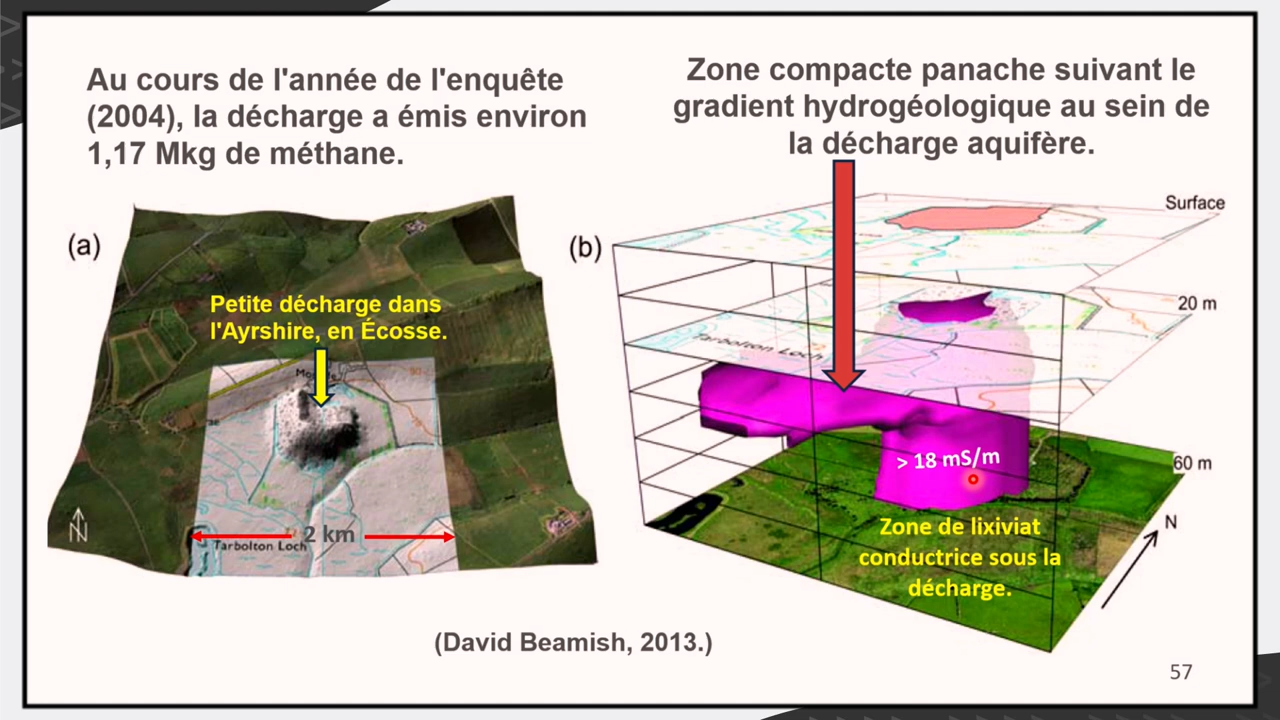 Au cours de l'année de l'enquête
(2004), la décharge a émis environ
1,17 Mkg de méthane.
Zone compacte panache suivant le
gradient hydrogéologique au sein de
la décharge aquifère.
(a)
Petite décharge dans
l'Ayrshire, en Écosse.
N
2 km
Tarbolton Loch
(b)
Surface
20 m
Tarbolton Loch
> 18 mS/m
60 m
N
Zone de lixiviat
conductrice sous la
décharge.
(David Beamish, 2013.)
57